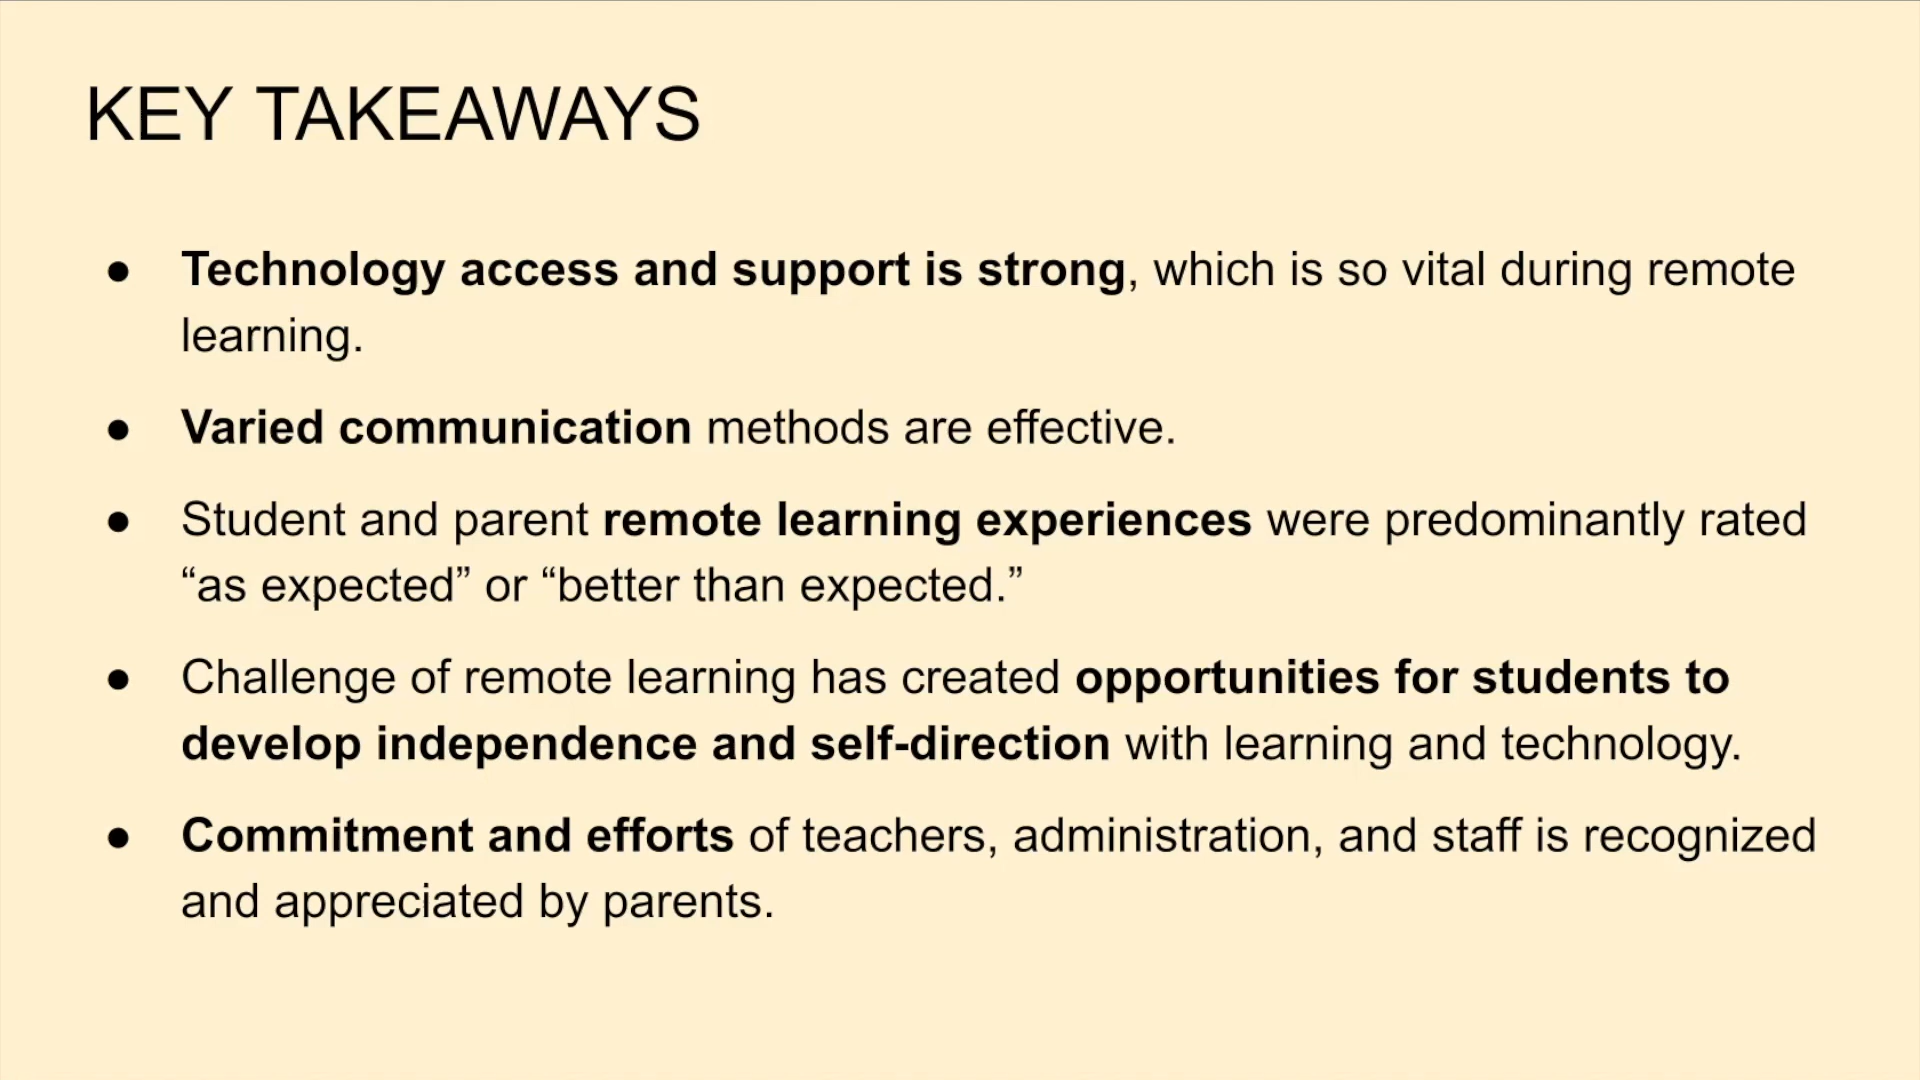 KEY TAKEAWAYS
● Technology access and support is strong, which is so vital during remote
learning.
● Varied communication methods are effective.
● Student and parent remote learning experiences were predominantly rated
“as expected” or “better than expected.”
● Challenge of remote learning has created opportunities for students to
develop independence and self-direction with learning and technology.
● Commitment and efforts of teachers, administration, and staff is recognized
and appreciated by parents.